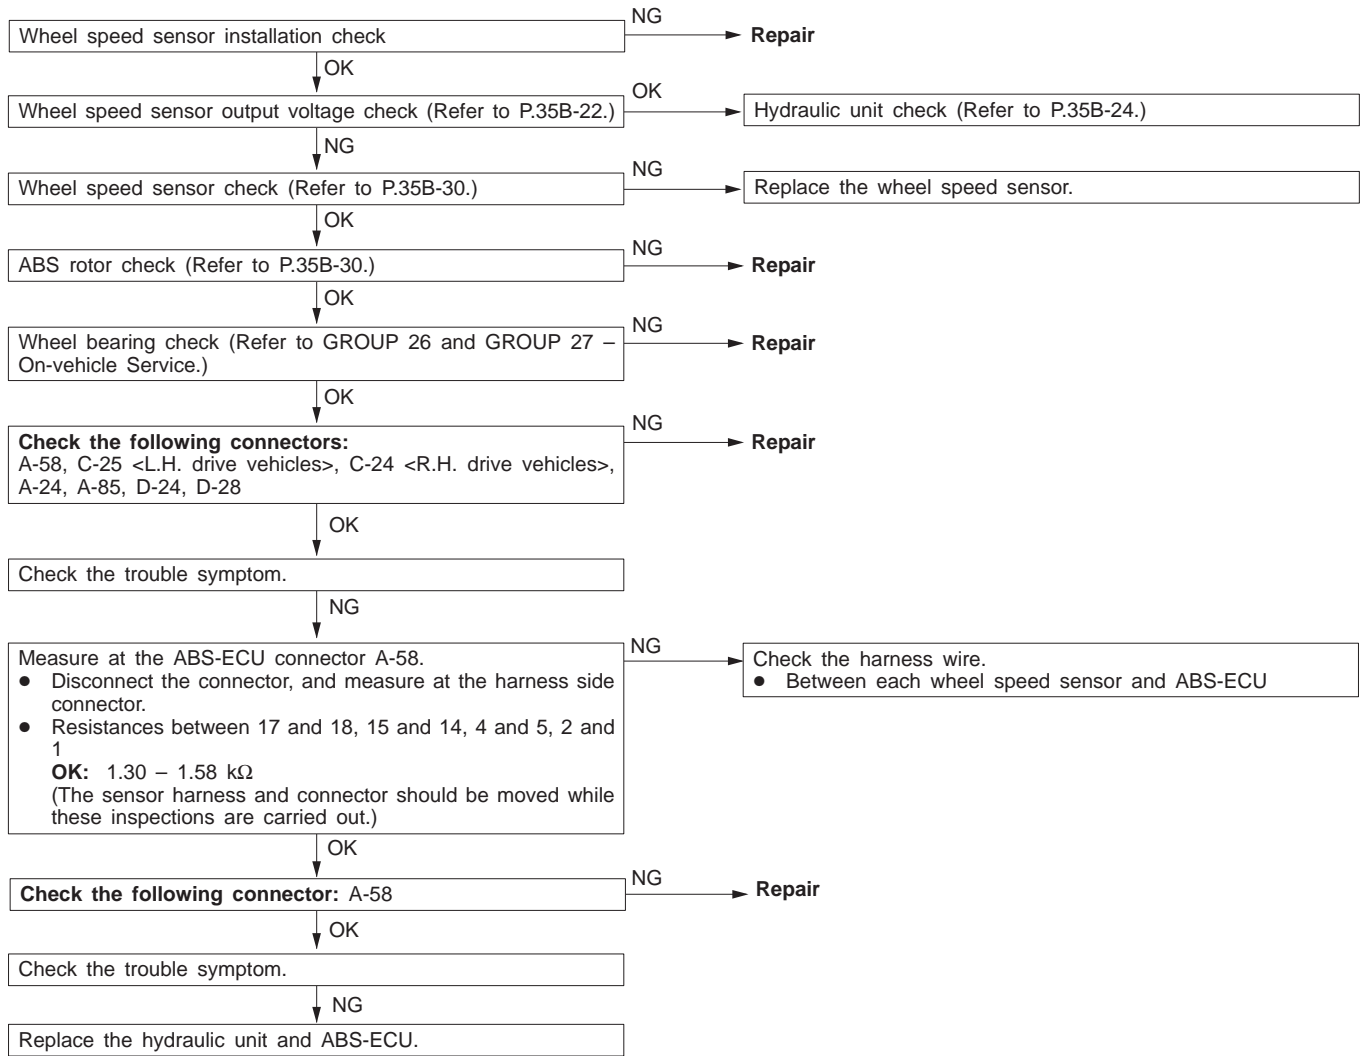 NG
Wheel speed sensor installation check
Repair
OK
OK
Wheel speed sensor output voltage check (Refer to P.35B-22.)
Hydraulic unit check (Refer to P.35B-24.)
NG
NG
Wheel speed sensor check (Refer to P.35B-30.)
Replace the wheel speed sensor.
OK
NG
ABS rotor check (Refer to P.35B-30.)
Repair
OK
NG
Wheel bearing check (Refer to GROUP 26 and GROUP 27 –
On-vehicle Service.)
Repair
OK
NG
Check the following connectors:
A-58, C-25 <L.H. drive vehicles>, C-24 <R.H. drive vehicles>,
A-24, A-85, D-24, D-28
Repair
OK
Check the trouble symptom.
NG
NG
Measure at the ABS-ECU connector A-58.
● Disconnect the connector, and measure at the harness side
connector.
● Resistances between 17 and 18, 15 and 14, 4 and 5, 2 and
1
OK: 1.30 – 1.58 kΩ
(The sensor harness and connector should be moved while
these inspections are carried out.)
Check the harness wire.
● Between each wheel speed sensor and ABS-ECU
OK
NG
Check the following connector: A-58
Repair
OK
Check the trouble symptom.
NG
Replace the hydraulic unit and ABS-ECU.